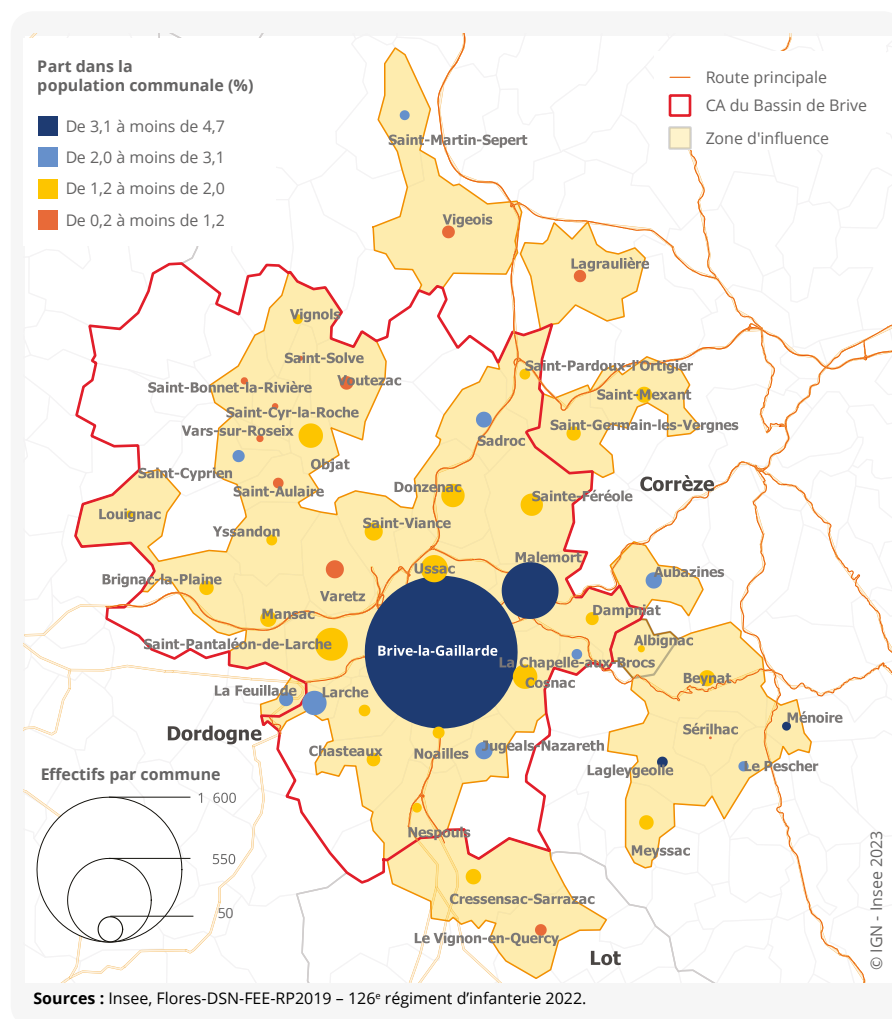 Part dans la
population communale (%)
De 3,1 à moins de 4,7
De 2,0 à moins de 3,1
De 1,2 à moins de 2,0
De 0,2 à moins de 1,2
Route principale
CA du Bassin de Brive
Zone d'influence
Saint-Martin-Sepert
Vigeois
Lagraulière
Vignols
Saint-Solve
Saint-Pardoux-l'Ortigier
Saint-Bonnet-la-Rivière
Voutezac
Saint-Mexant
Saint-Cyr-la-Roche
Vars-sur-Roseix
Saint-Germain-les-Vergnes
Sadroc
Objat
Saint-Cyprien
Saint-Aulaire
Donzenac
Corrèze
Sainte-Féréole
Louignac
Saint-Viance
Yssandon
Malemort
Ussac
Aubazines
Brignac-la-Plaine
Varetz
Mansac
Dampniat
Saint-Pantaléon-de-Larche
Albignac
Brive-la-Gaillarde
La Chapelle-aux-Brocs
Cosnac
Beynat
La Feuillade
Larche
Ménoire
Dordogne
Sérilhac
Chasteaux
Noailles
Jugeals-Nazareth
Lagleygeolle
Le Pescher
Effectifs par commune
1 600
550
50
Nespouls
Meyssac
Cressensac-Sarrazac
Le Vignon-en-Quercy
Lot
© IGN - Insee 2023
Sources : Insee, Flores-DSN-FEE-RP2019 – 126e régiment d'infanterie 2022.